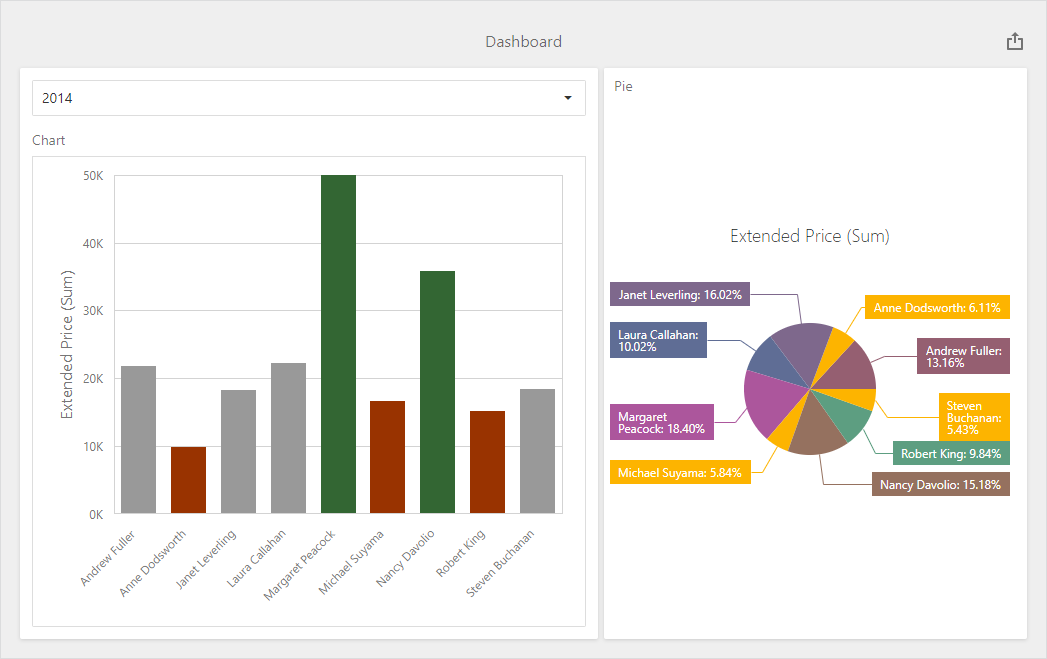 Dashboard
2014
Chart
Extended Price (Sum)
50K
40K
30K
20K
10K
0K
Andrew Fuller
Anne Dodsworth
Janet Leverling
Laura Callahan
Margaret Peacock
Michael Suyama
Nancy Davolio
Robert King
Steven Buchanan
Pie
Extended Price (Sum)
Janet Leverling: 16.02%
Anne Dodsworth: 6.11%
Laura Callahan:
10.02%
Andrew Fuller:
13.16%
Margaret
Peacock: 18.40%
Steven
Buchanan:
5.43%
Robert King: 9.84%
Michael Suyama: 5.84%
Nancy Davolio: 15.18%